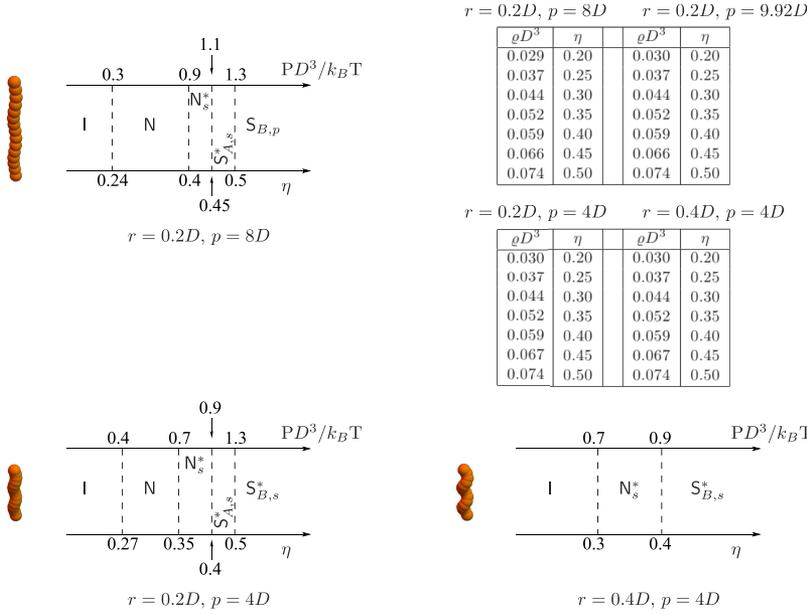 r = 0.2D, p = 8D r = 0.2D, p = 9.92D
1.1
0.3 0.9 1.3 PD³/k_BT
I N N*_s S*_{A,s} S_{B,p}
0.24 0.4 0.5 η
0.45
r = 0.2D, p = 8D
ϱD³ η ϱD³ η
0.029 0.20 0.030 0.20
0.037 0.25 0.037 0.25
0.044 0.30 0.044 0.30
0.052 0.35 0.052 0.35
0.059 0.40 0.059 0.40
0.066 0.45 0.066 0.45
0.074 0.50 0.074 0.50
r = 0.2D, p = 4D r = 0.4D, p = 4D
ϱD³ η ϱD³ η
0.030 0.20 0.030 0.20
0.037 0.25 0.037 0.25
0.044 0.30 0.044 0.30
0.052 0.35 0.052 0.35
0.059 0.40 0.059 0.40
0.067 0.45 0.067 0.45
0.074 0.50 0.074 0.50
0.9
0.4 0.7 1.3 PD³/k_BT
I N N*_s S*_{A,s} S*_{B,s}
0.27 0.35 0.5 η
0.4
r = 0.2D, p = 4D
0.7 0.9 PD³/k_BT
I N*_s S*_{B,s}
0.3 0.4 η
r = 0.4D, p = 4D